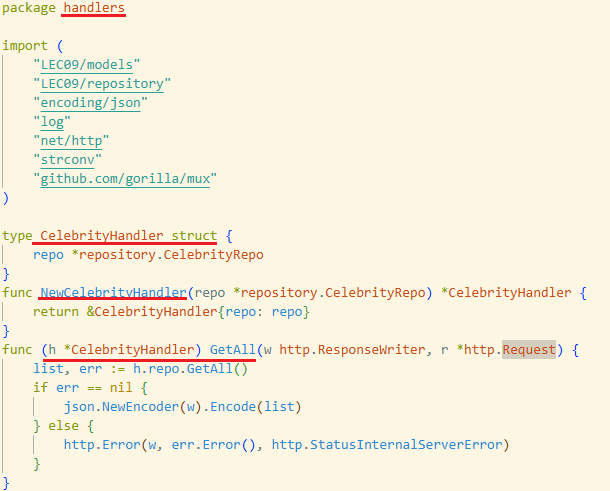 package handlers
import (
"LEC09/models"
"LEC09/repository"
"encoding/json"
"log"
"net/http"
"strconv"
"github.com/gorilla/mux"
)
type CelebrityHandler struct {
repo *repository.CelebrityRepo
}
func NewCelebrityHandler(repo *repository.CelebrityRepo) *CelebrityHandler {
return &CelebrityHandler{repo: repo}
}
func (h *CelebrityHandler) GetAll(w http.ResponseWriter, r *http.Request) {
list, err := h.repo.GetAll()
if err == nil {
json.NewEncoder(w).Encode(list)
} else {
http.Error(w, err.Error(), http.StatusInternalServerError)
}
}